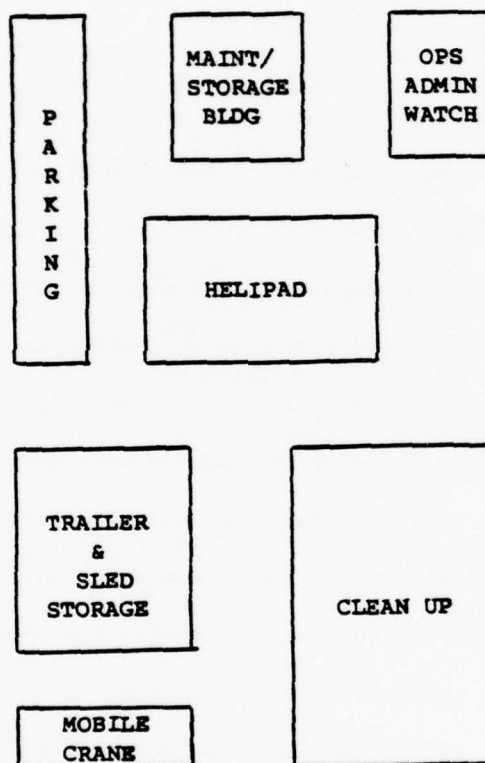 P
A
R
K
I
N
G
MAINT/
STORAGE
BLDG
OPS
ADMIN
WATCH
HELIPAD
TRAILER
&
SLED
STORAGE
CLEAN UP
MOBILE
CRANE